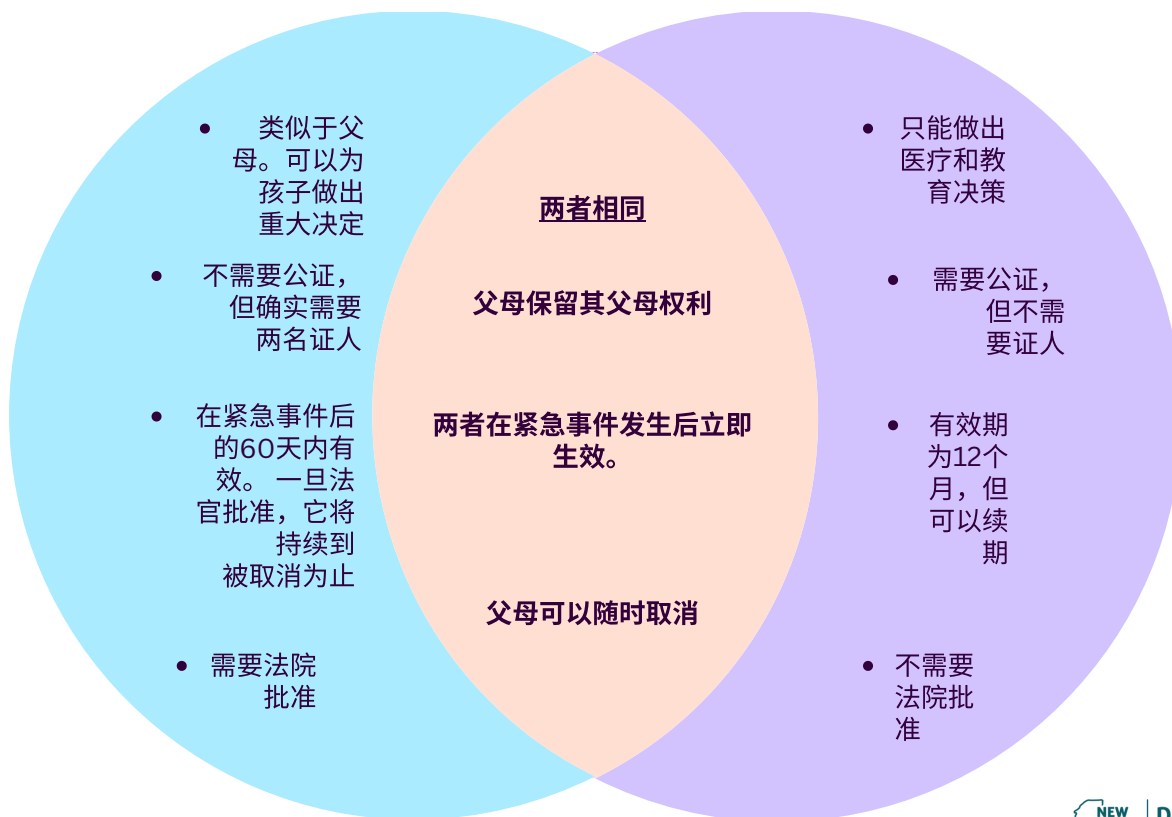 类似于父
母。可以为
孩子做出
重大决定
不需要公证，
但确实需要
两名证人
在紧急事件后
的60天内有
效。 一旦法
官批准，它将
持续到
被取消为止
需要法院
批准
两者相同
父母保留其父母权利
两者在紧急事件发生后立即
生效。
父母可以随时取消
只能做出
医疗和教
育决策
需要公证，
但不需
要证人
有效期
为12个
月，但
可以续
期
不需要
法院批
准
NEW